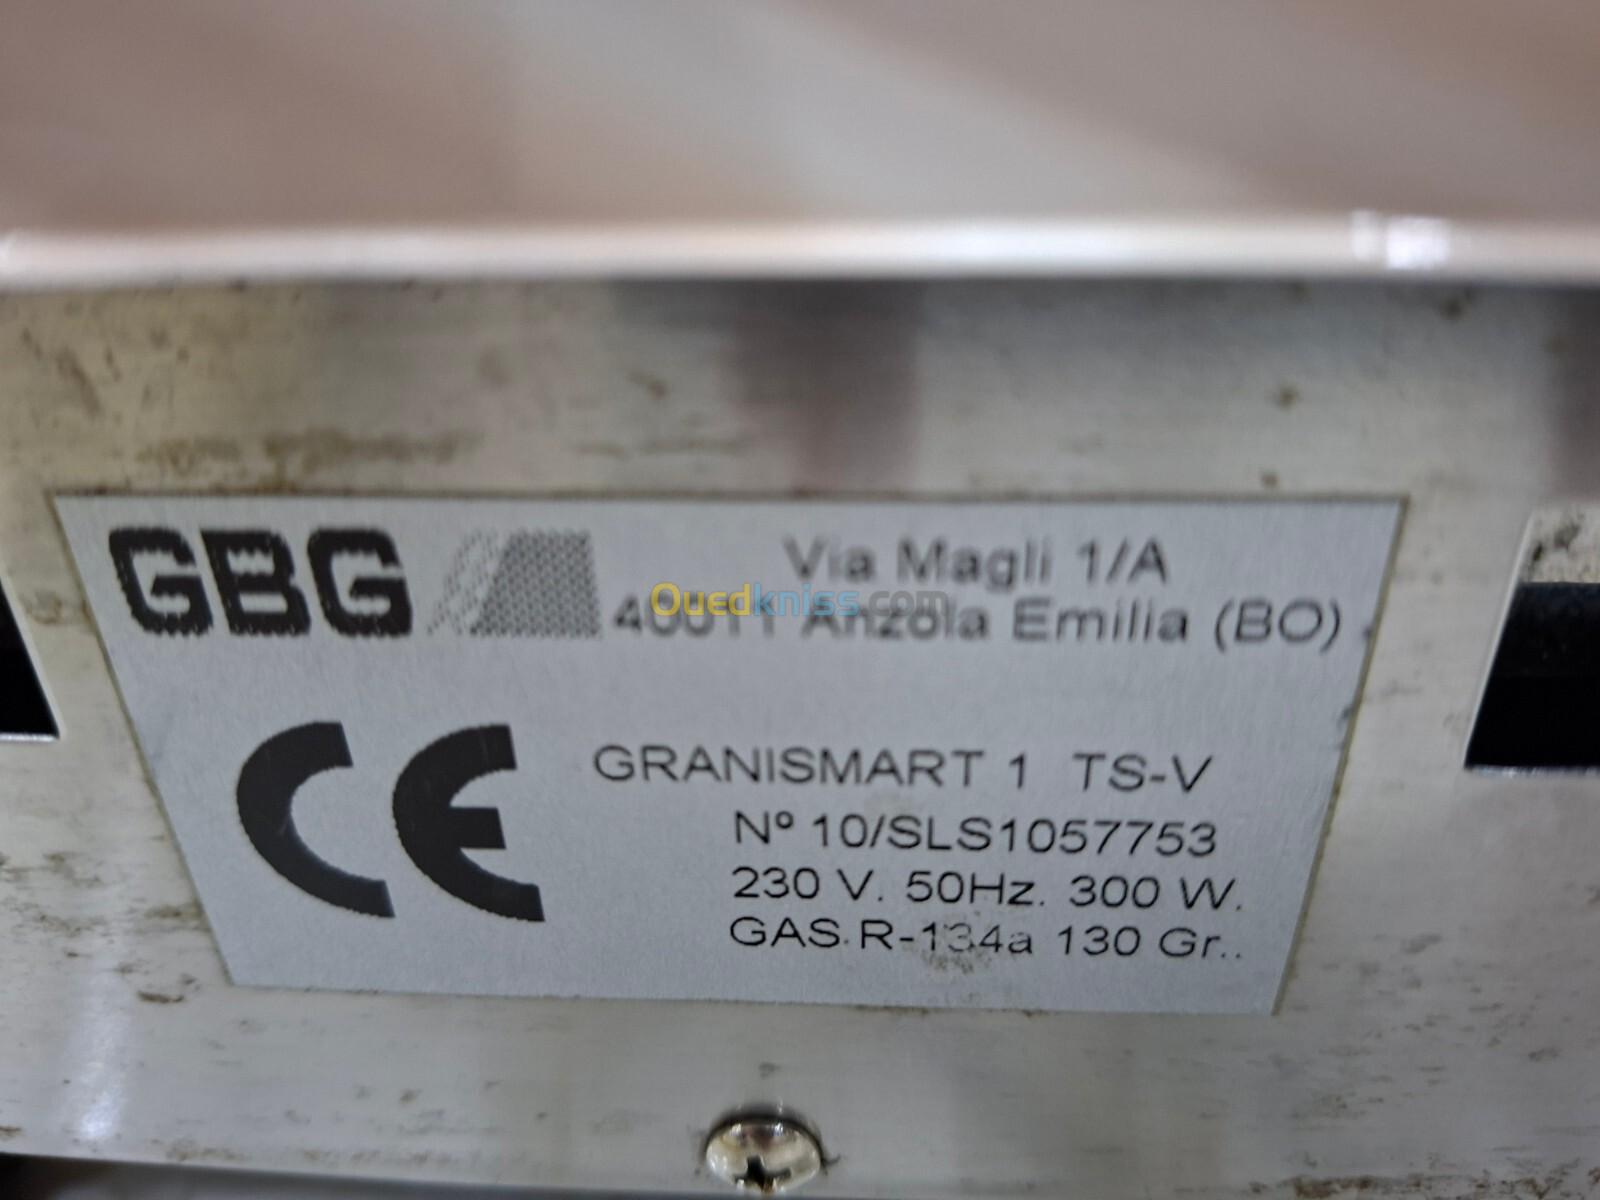 GBG
Via Magli 1/A
40011 Anzola Emilia (BO)
Ouedkniss.com
CE
GRANISMART 1 TS-V
Nº 10/SLS1057753
230 V. 50Hz. 300 W.
GAS. R-134a 130 Gr..